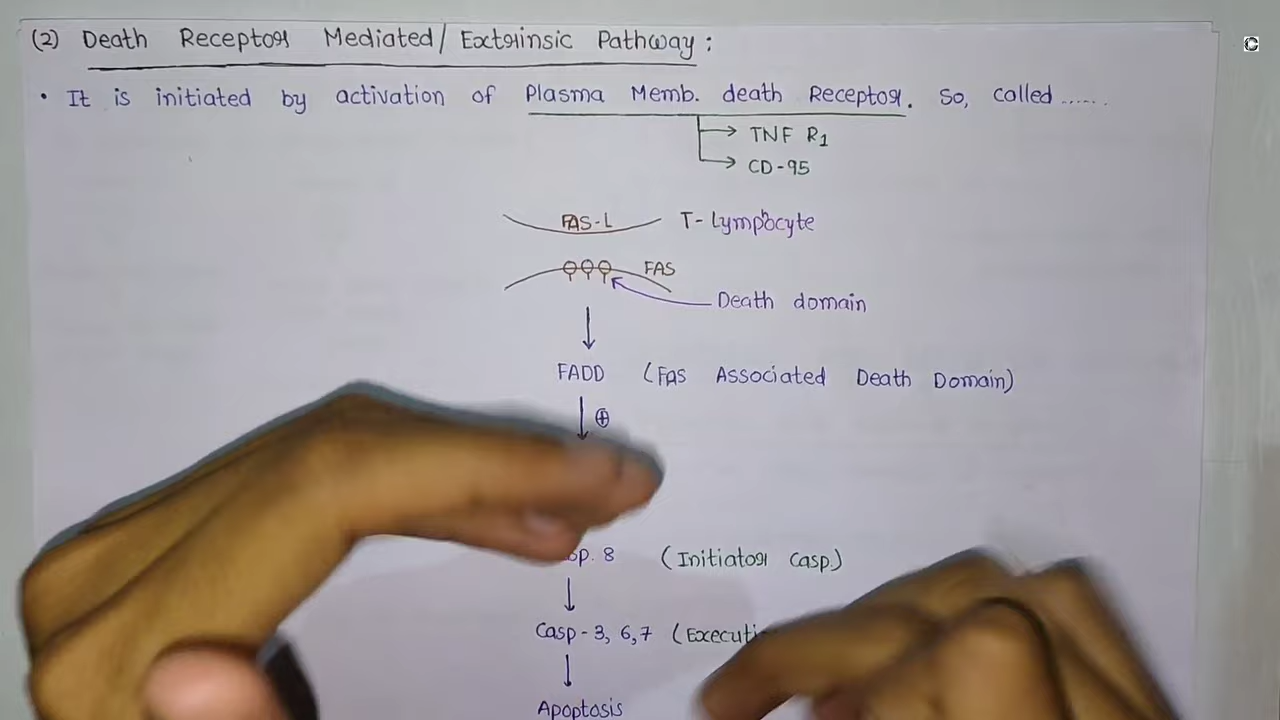 (2) Death Receptor Mediated/Extrinsic Pathway:
• It is initiated by activation of Plasma Memb. death Receptor. So, called ......
→ TNF R1
→ CD-95
FAS-L T-Lymphocyte
FAS
Death domain
FADD (FAS Associated Death Domain)
⊕
8 (Initiator Casp.)
Casp-3, 6,7
Apoptosis